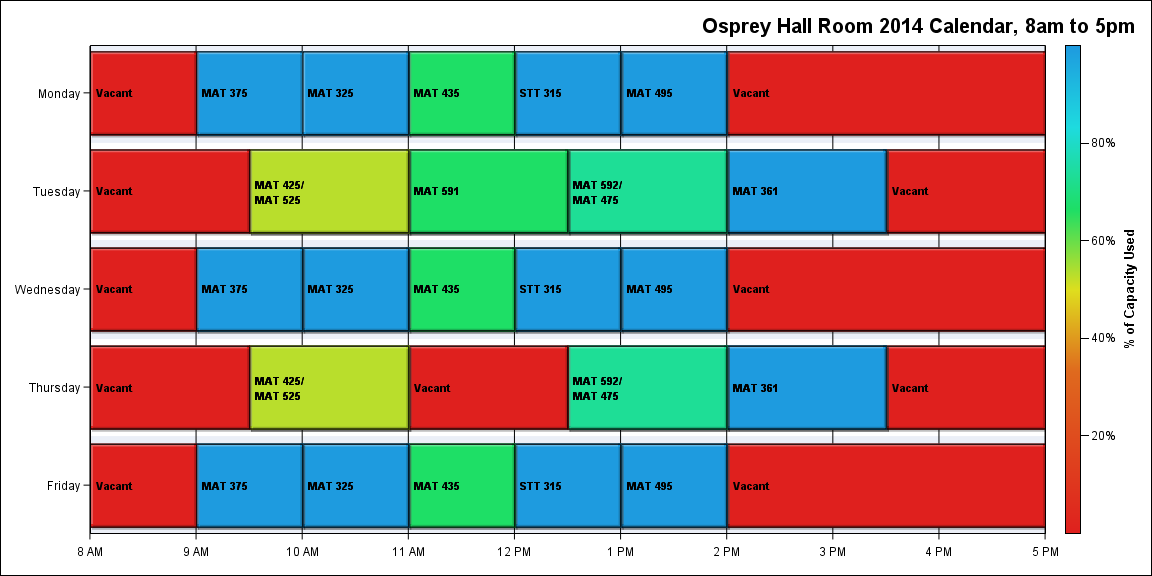 Osprey Hall Room 2014 Calendar, 8am to 5pm
Monday
Vacant
MAT 375
MAT 325
MAT 435
STT 315
MAT 495
Vacant
Tuesday
Vacant
MAT 425/
MAT 525
MAT 591
MAT 592/
MAT 475
MAT 361
Vacant
Wednesday
Vacant
MAT 375
MAT 325
MAT 435
STT 315
MAT 495
Vacant
Thursday
Vacant
MAT 425/
MAT 525
Vacant
MAT 592/
MAT 475
MAT 361
Vacant
Friday
Vacant
MAT 375
MAT 325
MAT 435
STT 315
MAT 495
Vacant
8 AM
9 AM
10 AM
11 AM
12 PM
1 PM
2 PM
3 PM
4 PM
5 PM
80%
60%
40%
20%
% of Capacity Used